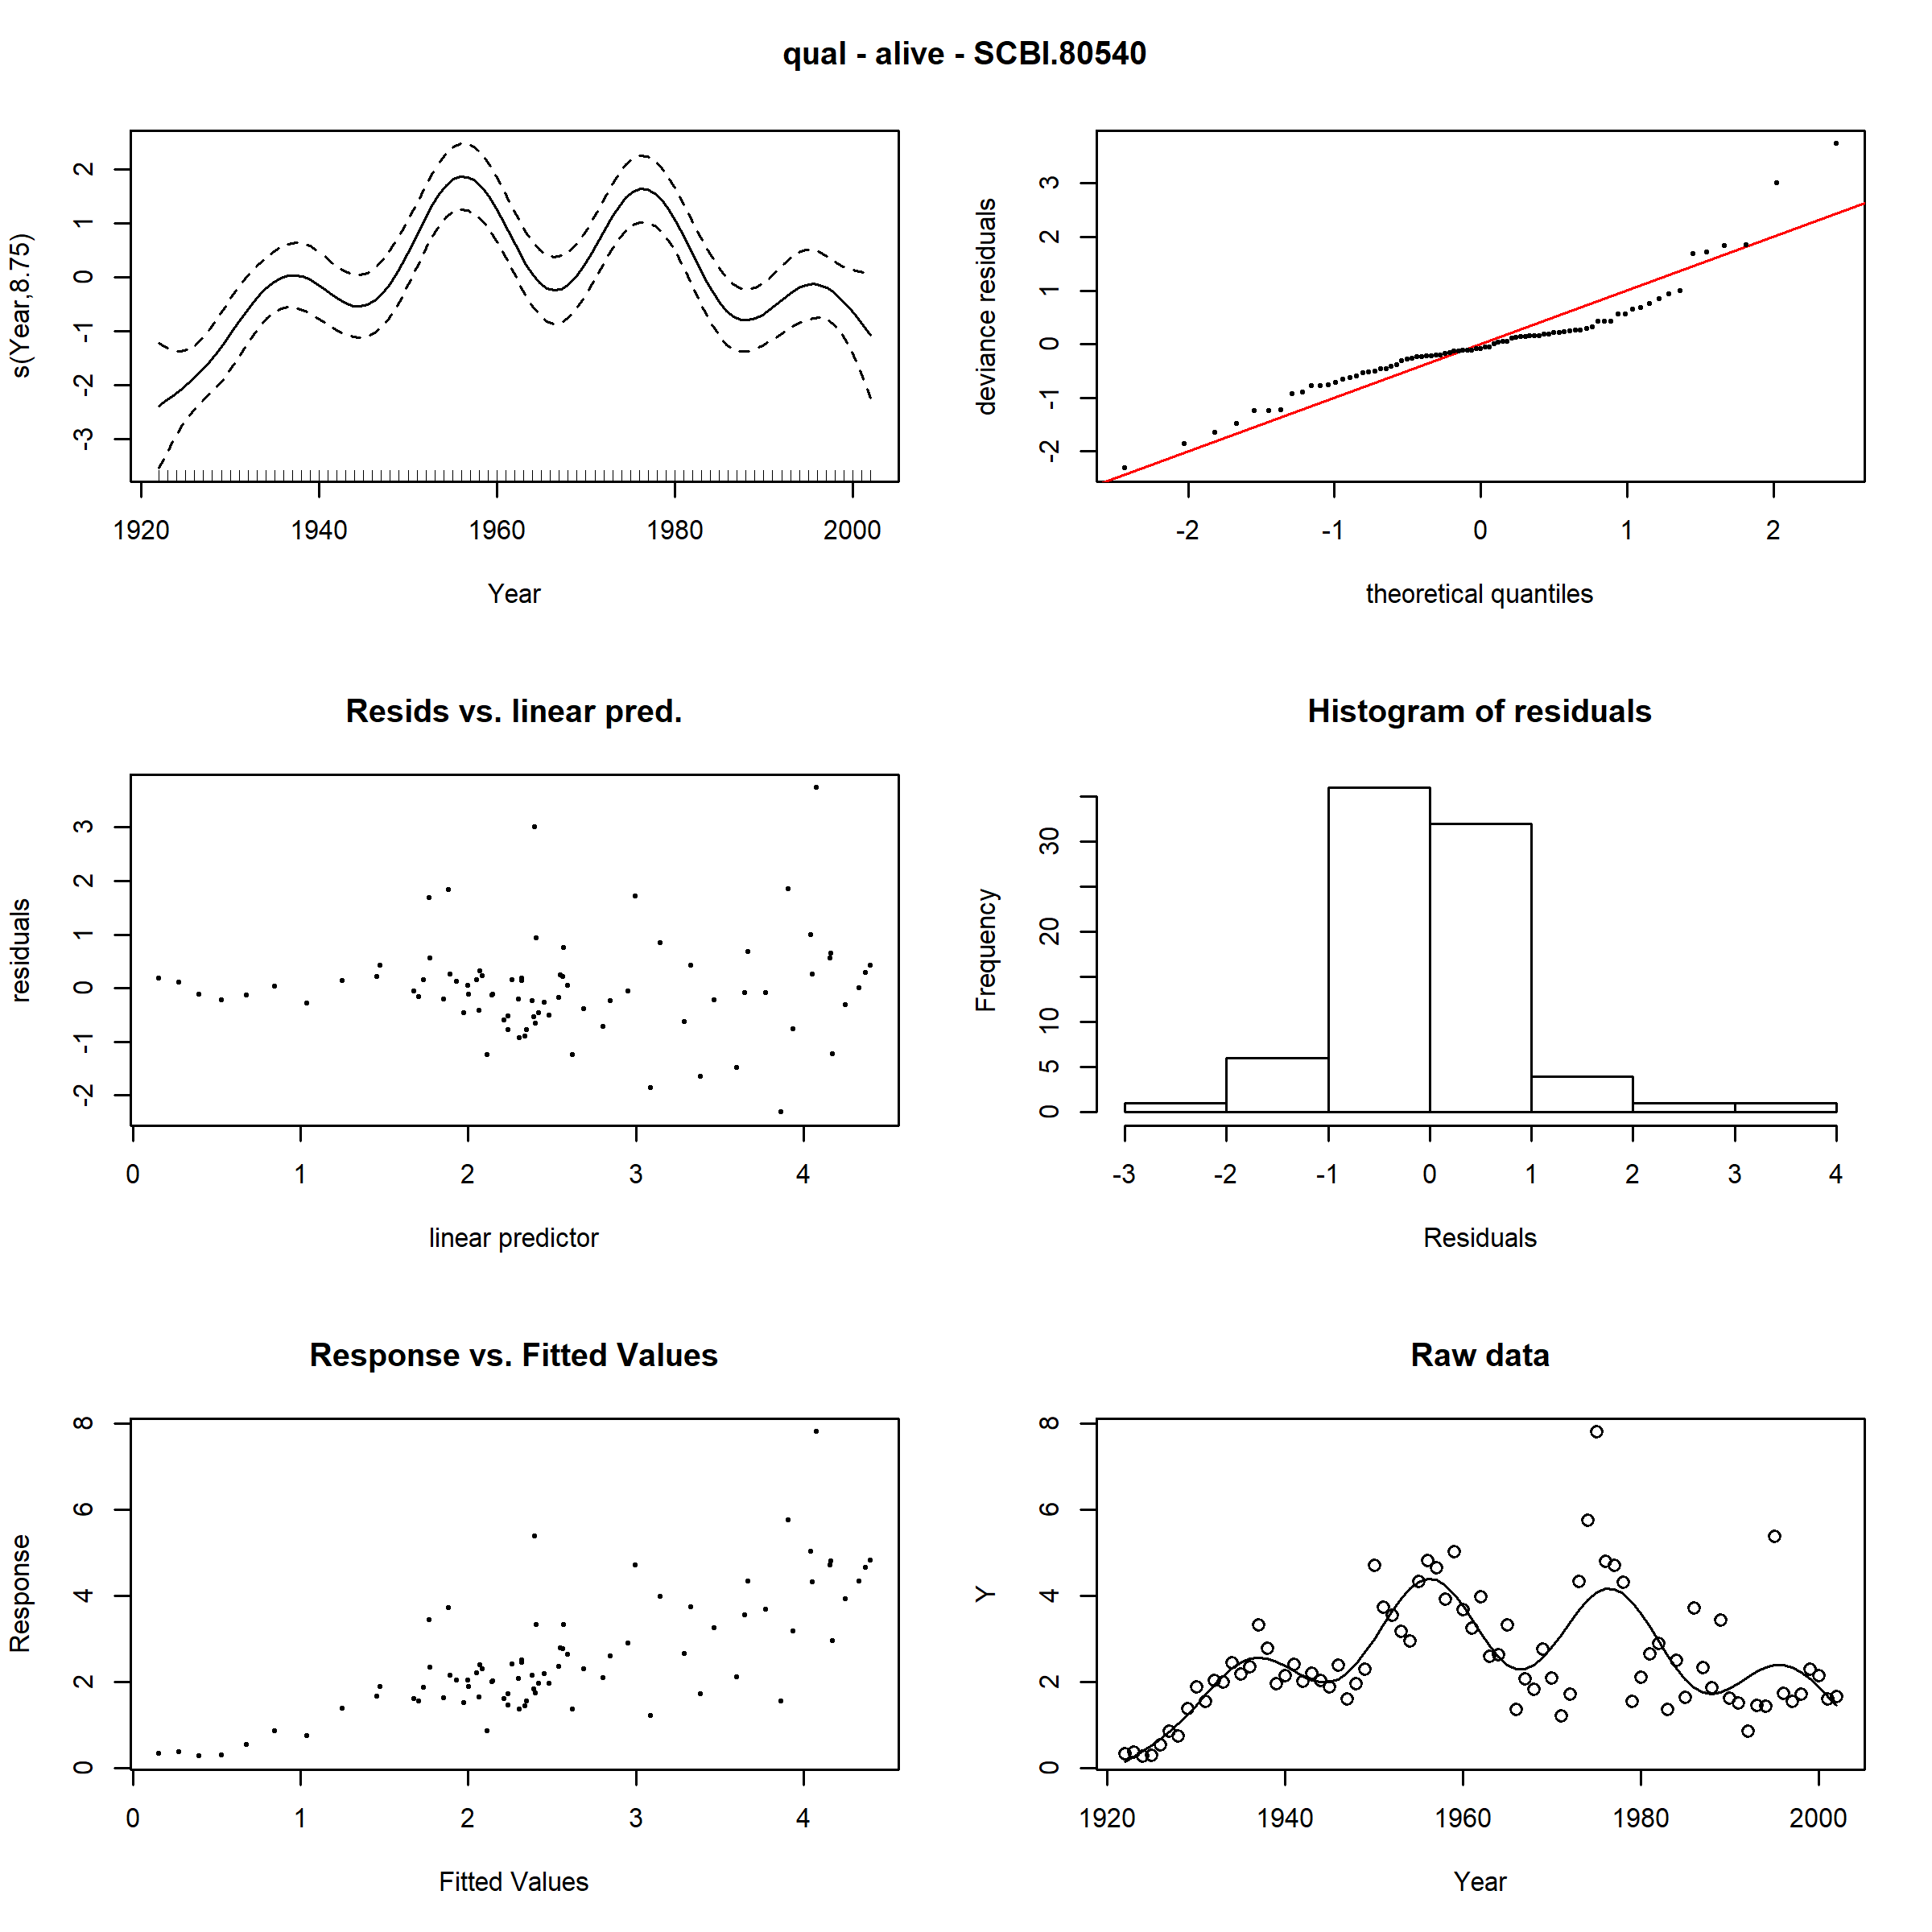 qual - alive - SCBI.80540
s(Year,8.75)
2
1
0
-1
-2
-3
1920 1940 1960 1980 2000
Year
deviance residuals
3
2
1
0
-1
-2
-2 -1 0 1 2
theoretical quantiles
Resids vs. linear pred.
residuals
3
2
1
0
-1
-2
0 1 2 3 4
linear predictor
Histogram of residuals
Frequency
30
20
10
5
0
-3 -2 -1 0 1 2 3 4
Residuals
Response vs. Fitted Values
Response
8
6
4
2
0
0 1 2 3 4
Fitted Values
Raw data
Y
8
6
4
2
0
1920 1940 1960 1980 2000
Year